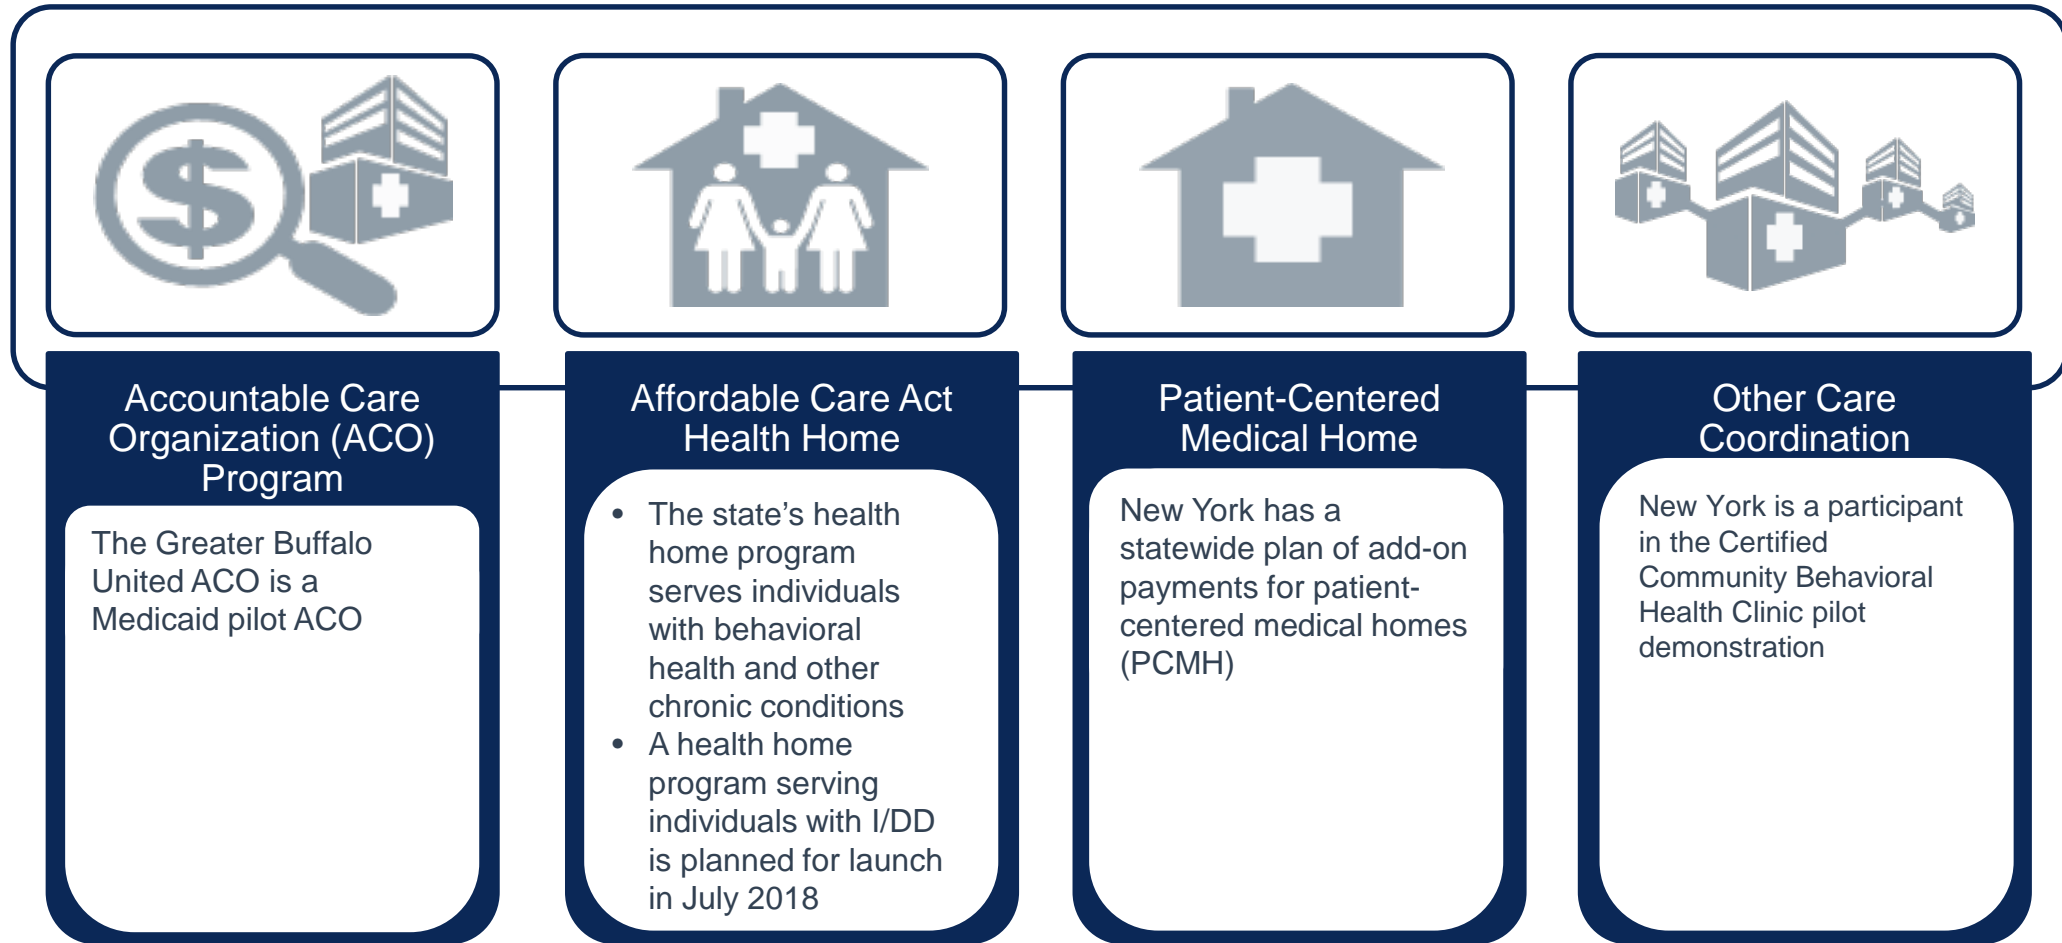 Accountable Care
Organization (ACO)
Program
The Greater Buffalo
United ACO is a
Medicaid pilot ACO
Affordable Care Act
Health Home
• The state’s health
home program
serves individuals
with behavioral
health and other
chronic conditions
• A health home
program serving
individuals with I/DD
is planned for launch
in July 2018
Patient-Centered
Medical Home
New York has a
statewide plan of add-on
payments for patient-
centered medical homes
(PCMH)
Other Care
Coordination
New York is a participant
in the Certified
Community Behavioral
Health Clinic pilot
demonstration